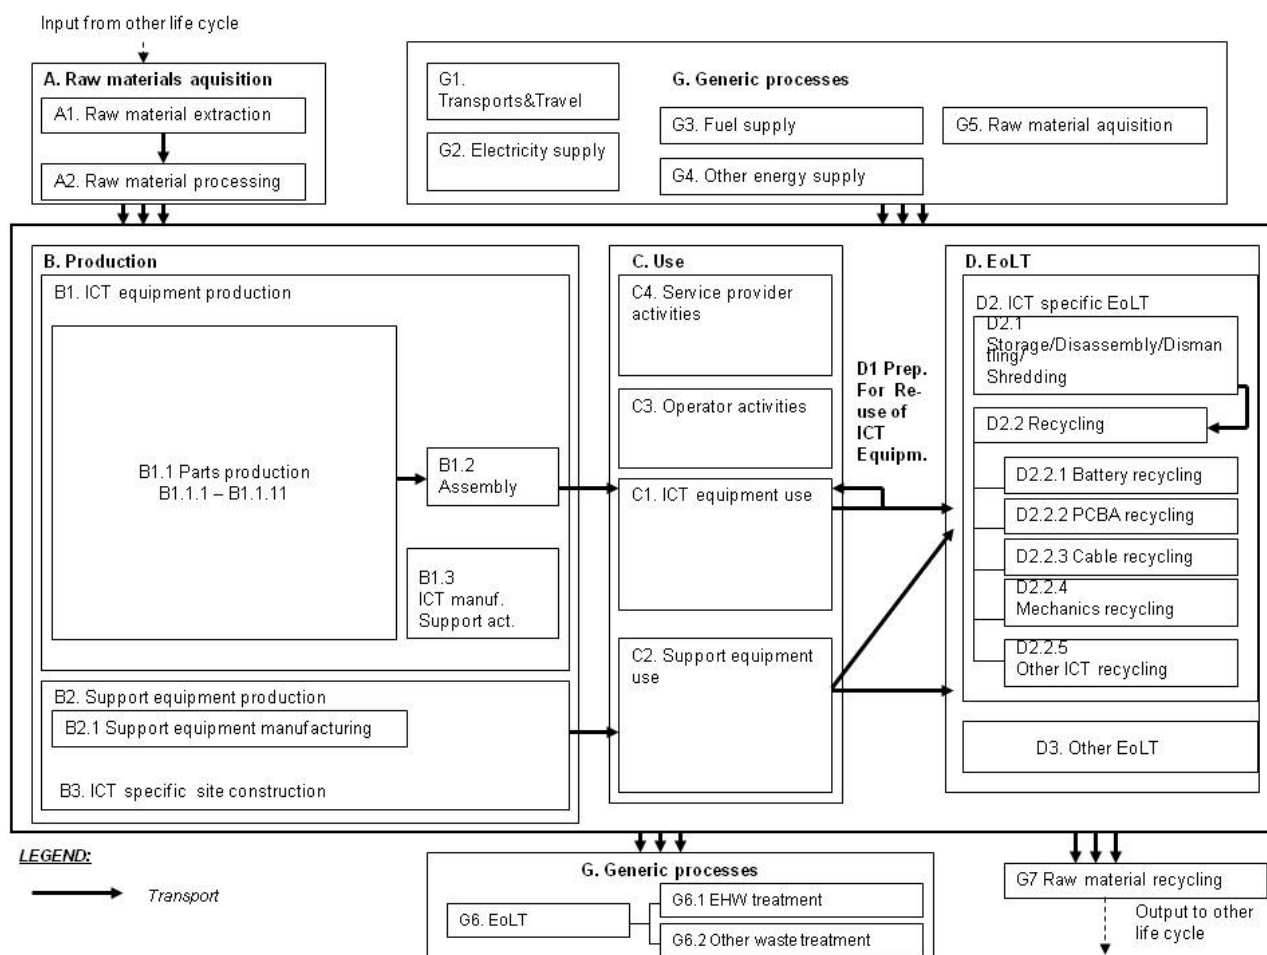 Input from other life cycle
A. Raw materials aquisition
A1. Raw material extraction
A2. Raw material processing
G1.
Transports&Travel
G2. Electricity supply
G. Generic processes
G3. Fuel supply
G4. Other energy supply
G5. Raw material aquisition
B. Production
B1. ICT equipment production
B1.1 Parts production
B1.1.1 – B1.1.11
B1.2
Assembly
B1.3
ICT manuf.
Support act.
B2. Support equipment production
B2.1 Support equipment manufacturing
B3. ICT specific site construction
C. Use
C4. Service provider
activities
C3. Operator activities
C1. ICT equipment use
C2. Support equipment
use
D1 Prep.
For Re-
use of
ICT
Equipm.
D. EoLT
D2. ICT specific EoLT
D2.1
Storage/Disassembly/Disman
tling/
Shredding
D2.2 Recycling
D2.2.1 Battery recycling
D2.2.2 PCBA recycling
D2.2.3 Cable recycling
D2.2.4
Mechanics recycling
D2.2.5
Other ICT recycling
D3. Other EoLT
LEGEND:
Transport
G. Generic processes
G6. EoLT
G6.1 EHW treatment
G6.2 Other waste treatment
G7 Raw material recycling
Output to other
life cycle